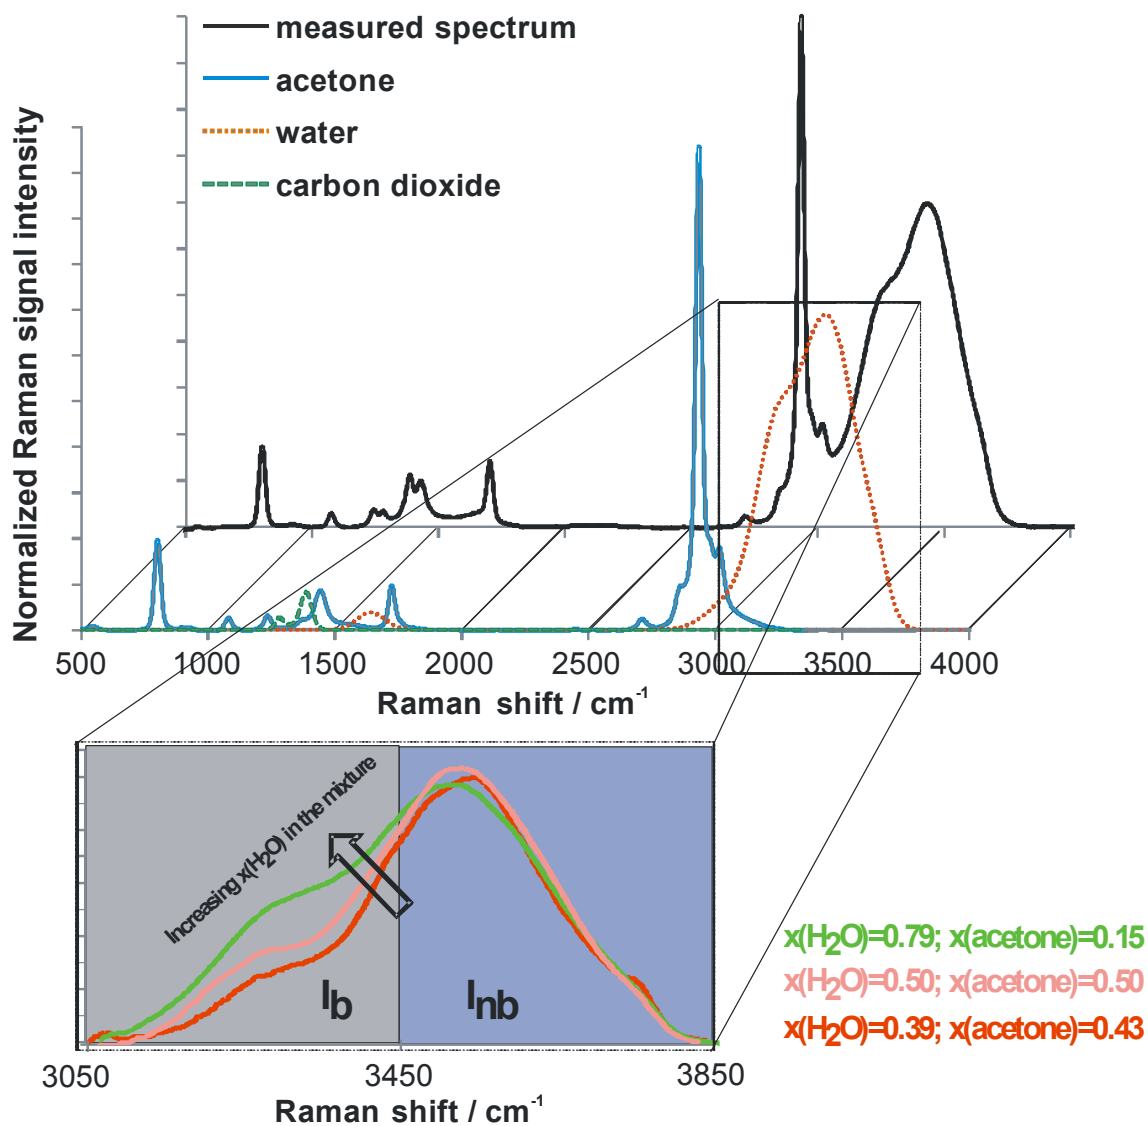 measured spectrum
acetone
water
carbon dioxide
Normalized Raman signal intensity
500 1000 1500 2000 2500 3000 3500 4000
Raman shift / cm⁻¹
Increasing x(H₂O) in the mixture
I_b I_nb
x(H₂O)=0.79; x(acetone)=0.15
x(H₂O)=0.50; x(acetone)=0.50
x(H₂O)=0.39; x(acetone)=0.43
3050 3450 3850
Raman shift / cm⁻¹